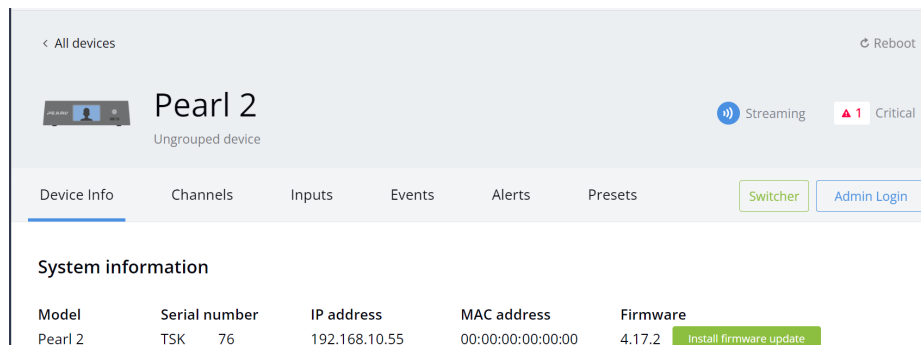 < All devices
Reboot
PEARL
Pearl 2
Ungrouped device
Streaming
1 Critical
Device Info Channels Inputs Events Alerts Presets Switcher Admin Login
System information
Model Serial number IP address MAC address Firmware
Pearl 2 TSK 76 192.168.10.55 00:00:00:00:00:00 4.17.2 Install firmware update